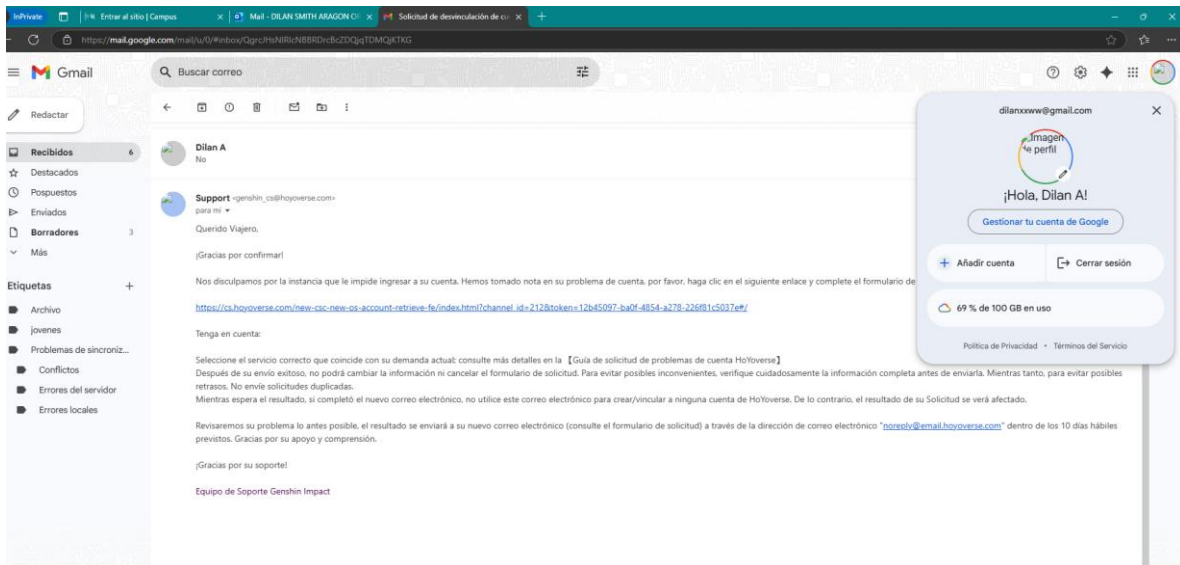 InPrivate
Entrar al sitio | Campus
Mail - DILAN SMITH ARAGON
Solicitud de desvinculación de cu
https://mail.google.com/mail/u/0/#inbox/
Gmail
Buscar correo
Redactar
Recibidos 6
Destacados
Pospuestos
Enviados
Borradores 3
Más
Etiquetas
Archivo
jovenes
Problemas de sincroniz...
Conflictos
Errores del servidor
Errores locales
Dilan A
No
Support <genshin_cs@hoyoverse.com>
para mí
Querido Viajero,
¡Gracias por confirmar!
Nos disculpamos por la instancia que le impide ingresar a su cuenta. Hemos tomado nota en su problema de cuenta, por favor. haga clic en el siguiente enlace y complete el formulario de
https://cs.hoyoverse.com/new-csc-new-os-account-retrieve-fe/index.html?channel_id=212&token=12b45097-ba0f-4854-a278-226f81c5037e#/
Tenga en cuenta:
Seleccione el servicio correcto que coincide con su demanda actual: consulte más detalles en la 【Guía de solicitud de problemas de cuenta HoYoverse】
Después de su envío exitoso, no podrá cambiar la información ni cancelar el formulario de solicitud. Para evitar posibles inconvenientes, verifique cuidadosamente la información completa antes de enviarla. Mientras tanto, para evitar posibles
retrasos. No envíe solicitudes duplicadas.
Mientras espera el resultado, si completó el nuevo correo electrónico, no utilice este correo electrónico para crear/vincular a ninguna cuenta de HoYoverse. De lo contrario, el resultado de su Solicitud se verá afectado.
Revisaremos su problema lo antes posible, el resultado se enviará a su nuevo correo electrónico (consulte el formulario de solicitud) a través de la dirección de correo electrónico "noreply@email.hoyoverse.com" dentro de los 10 días hábiles
previstos. Gracias por su apoyo y comprensión.
¡Gracias por su soporte!
Equipo de Soporte Genshin Impact
dilanxxww@gmail.com
Imagen
de perfil
¡Hola, Dilan A!
Gestionar tu cuenta de Google
Añadir cuenta
Cerrar sesión
69 % de 100 GB en uso
Política de Privacidad • Términos del Servicio